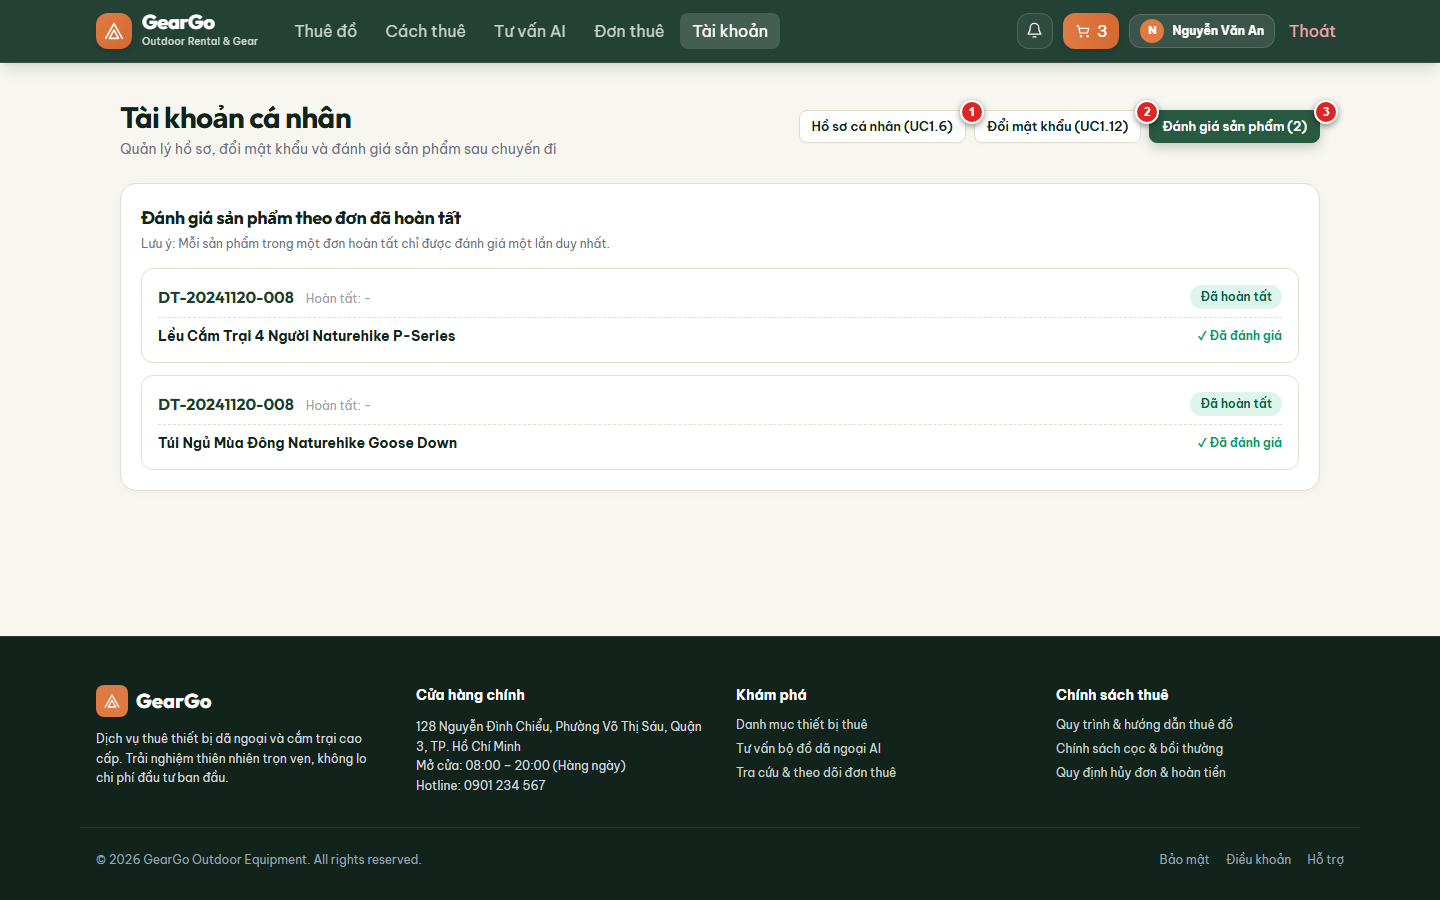 GearGo
Outdoor Rental & Gear
Thuê đồ
Cách thuê
Tư vấn AI
Đơn thuê
Tài khoản
3
N
Nguyễn Văn An
Thoát
Tài khoản cá nhân
Quản lý hồ sơ, đổi mật khẩu và đánh giá sản phẩm sau chuyến đi
Hồ sơ cá nhân (UC1.6)
1
Đổi mật khẩu (UC1.12)
2
Đánh giá sản phẩm (2)
3
Đánh giá sản phẩm theo đơn đã hoàn tất
Lưu ý: Mỗi sản phẩm trong một đơn hoàn tất chỉ được đánh giá một lần duy nhất.
DT-20241120-008 Hoàn tất: -
Đã hoàn tất
Lều Cắm Trại 4 Người Naturehike P-Series
✓ Đã đánh giá
DT-20241120-008 Hoàn tất: -
Đã hoàn tất
Túi Ngủ Mùa Đông Naturehike Goose Down
✓ Đã đánh giá
GearGo
Dịch vụ thuê thiết bị dã ngoại và cắm trại cao
cấp. Trải nghiệm thiên nhiên trọn vẹn, không lo
chi phí đầu tư ban đầu.
Cửa hàng chính
128 Nguyễn Đình Chiểu, Phường Võ Thị Sáu, Quận
3, TP. Hồ Chí Minh
Mở cửa: 08:00 – 20:00 (Hàng ngày)
Hotline: 0901 234 567
Khám phá
Danh mục thiết bị thuê
Tư vấn bộ đồ dã ngoại AI
Tra cứu & theo dõi đơn thuê
Chính sách thuê
Quy trình & hướng dẫn thuê đồ
Chính sách cọc & bồi thường
Quy định hủy đơn & hoàn tiền
© 2026 GearGo Outdoor Equipment. All rights reserved.
Bảo mật
Điều khoản
Hỗ trợ